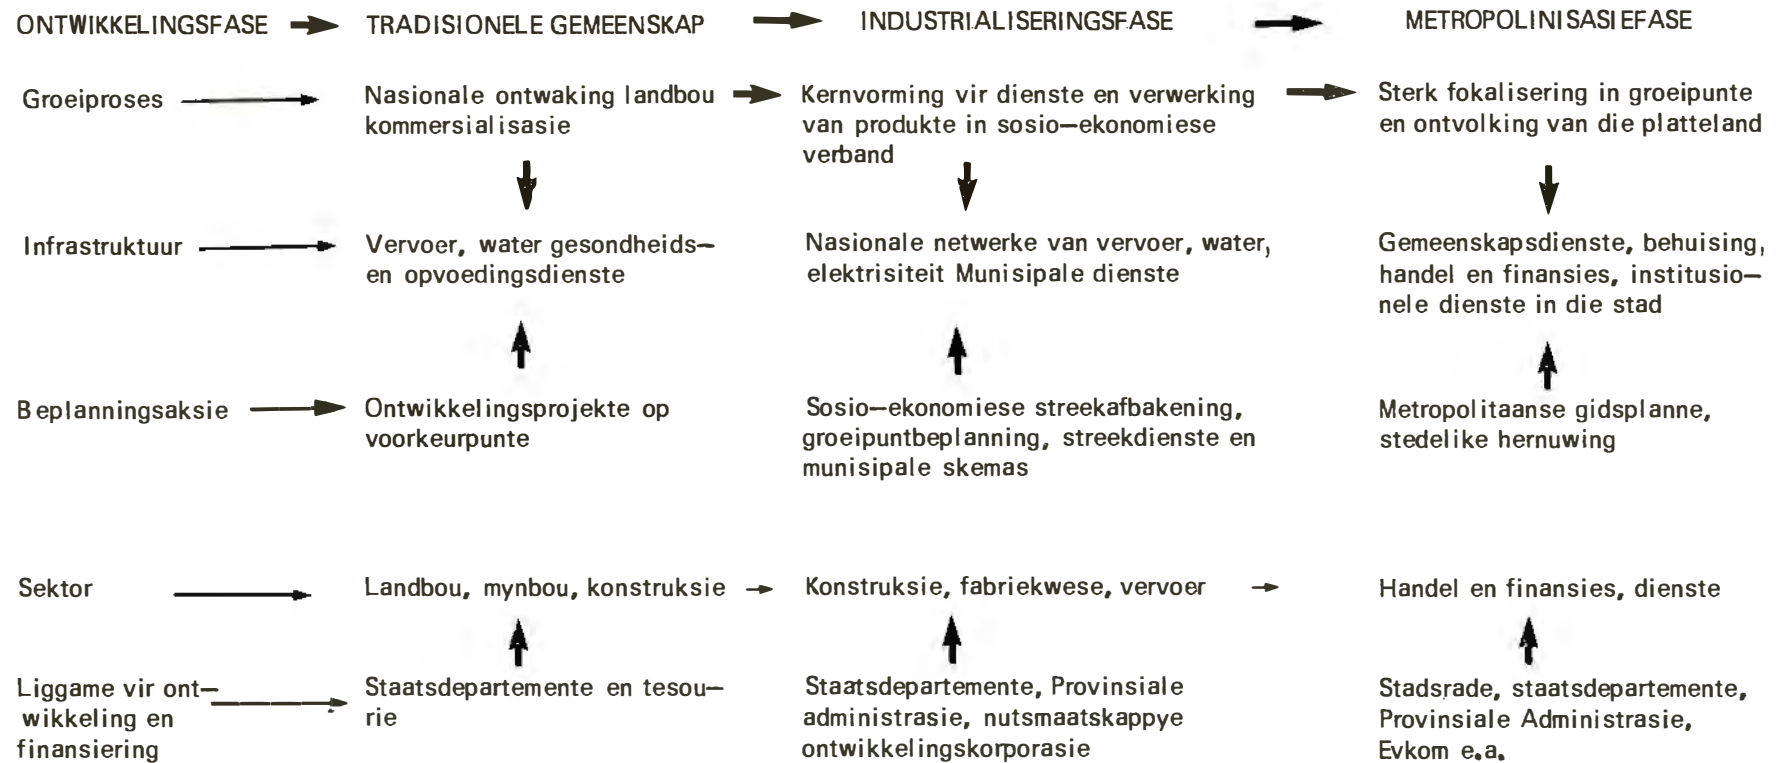 ONTWIKKELINGSFASE TRADISIONELE GEMEENSKAP INDUSTRIALISERINGSFASE METROPOLINISASIEFASE
Groeiproses
Nasionale ontwaking landbou
kommersialisasie
Kernvorming vir dienste en verwerking
van produkte in sosio—ekonomiese
verband
Sterk fokalisering in groeipunte
en ontvolking van die platteland
Infrastruktuur
Vervoer, water gesondheids—
en opvoedingsdienste
Nasionale netwerke van vervoer, water,
elektrisiteit Munisipale dienste
Gemeenskapsdienste, behuising,
handel en finansies, institusio—
nele dienste in die stad
Beplanningsaksie
Ontwikkelingsprojekte op
voorkeurpunte
Sosio—ekonomiese streekafbakening,
groeipuntbeplanning, streekdienste en
munisipale skemas
Metropolitaanse gidsplanne,
stedelike hernuwing
Sektor
Landbou, mynbou, konstruksie
Konstruksie, fabriekwese, vervoer
Handel en finansies, dienste
Liggame vir ont—
wikkeling en
finansiering
Staatsdepartemente en tesou—
rie
Staatsdepartemente, Provinsiale
administrasie, nutsmaatskappye
ontwikkelingskorporasie
Stadsrade, staatsdepartemente,
Provinsiale Administrasie,
Evkom e.a.